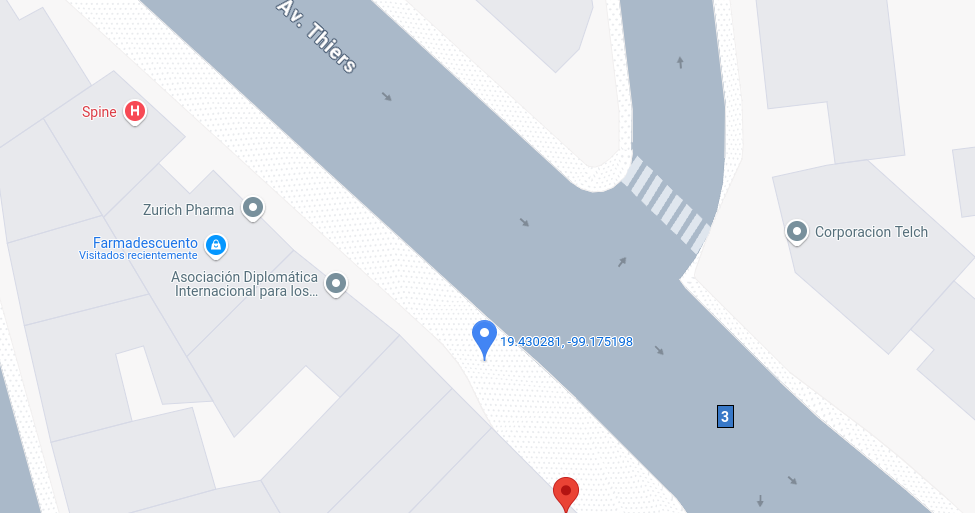 Av. Thiers
Spine
H
Zurich Pharma
Farmadescuento
Visitados recientemente
Corporacion Telch
Asociación Diplomática
Internacional para los...
19.430281, -99.175198
3